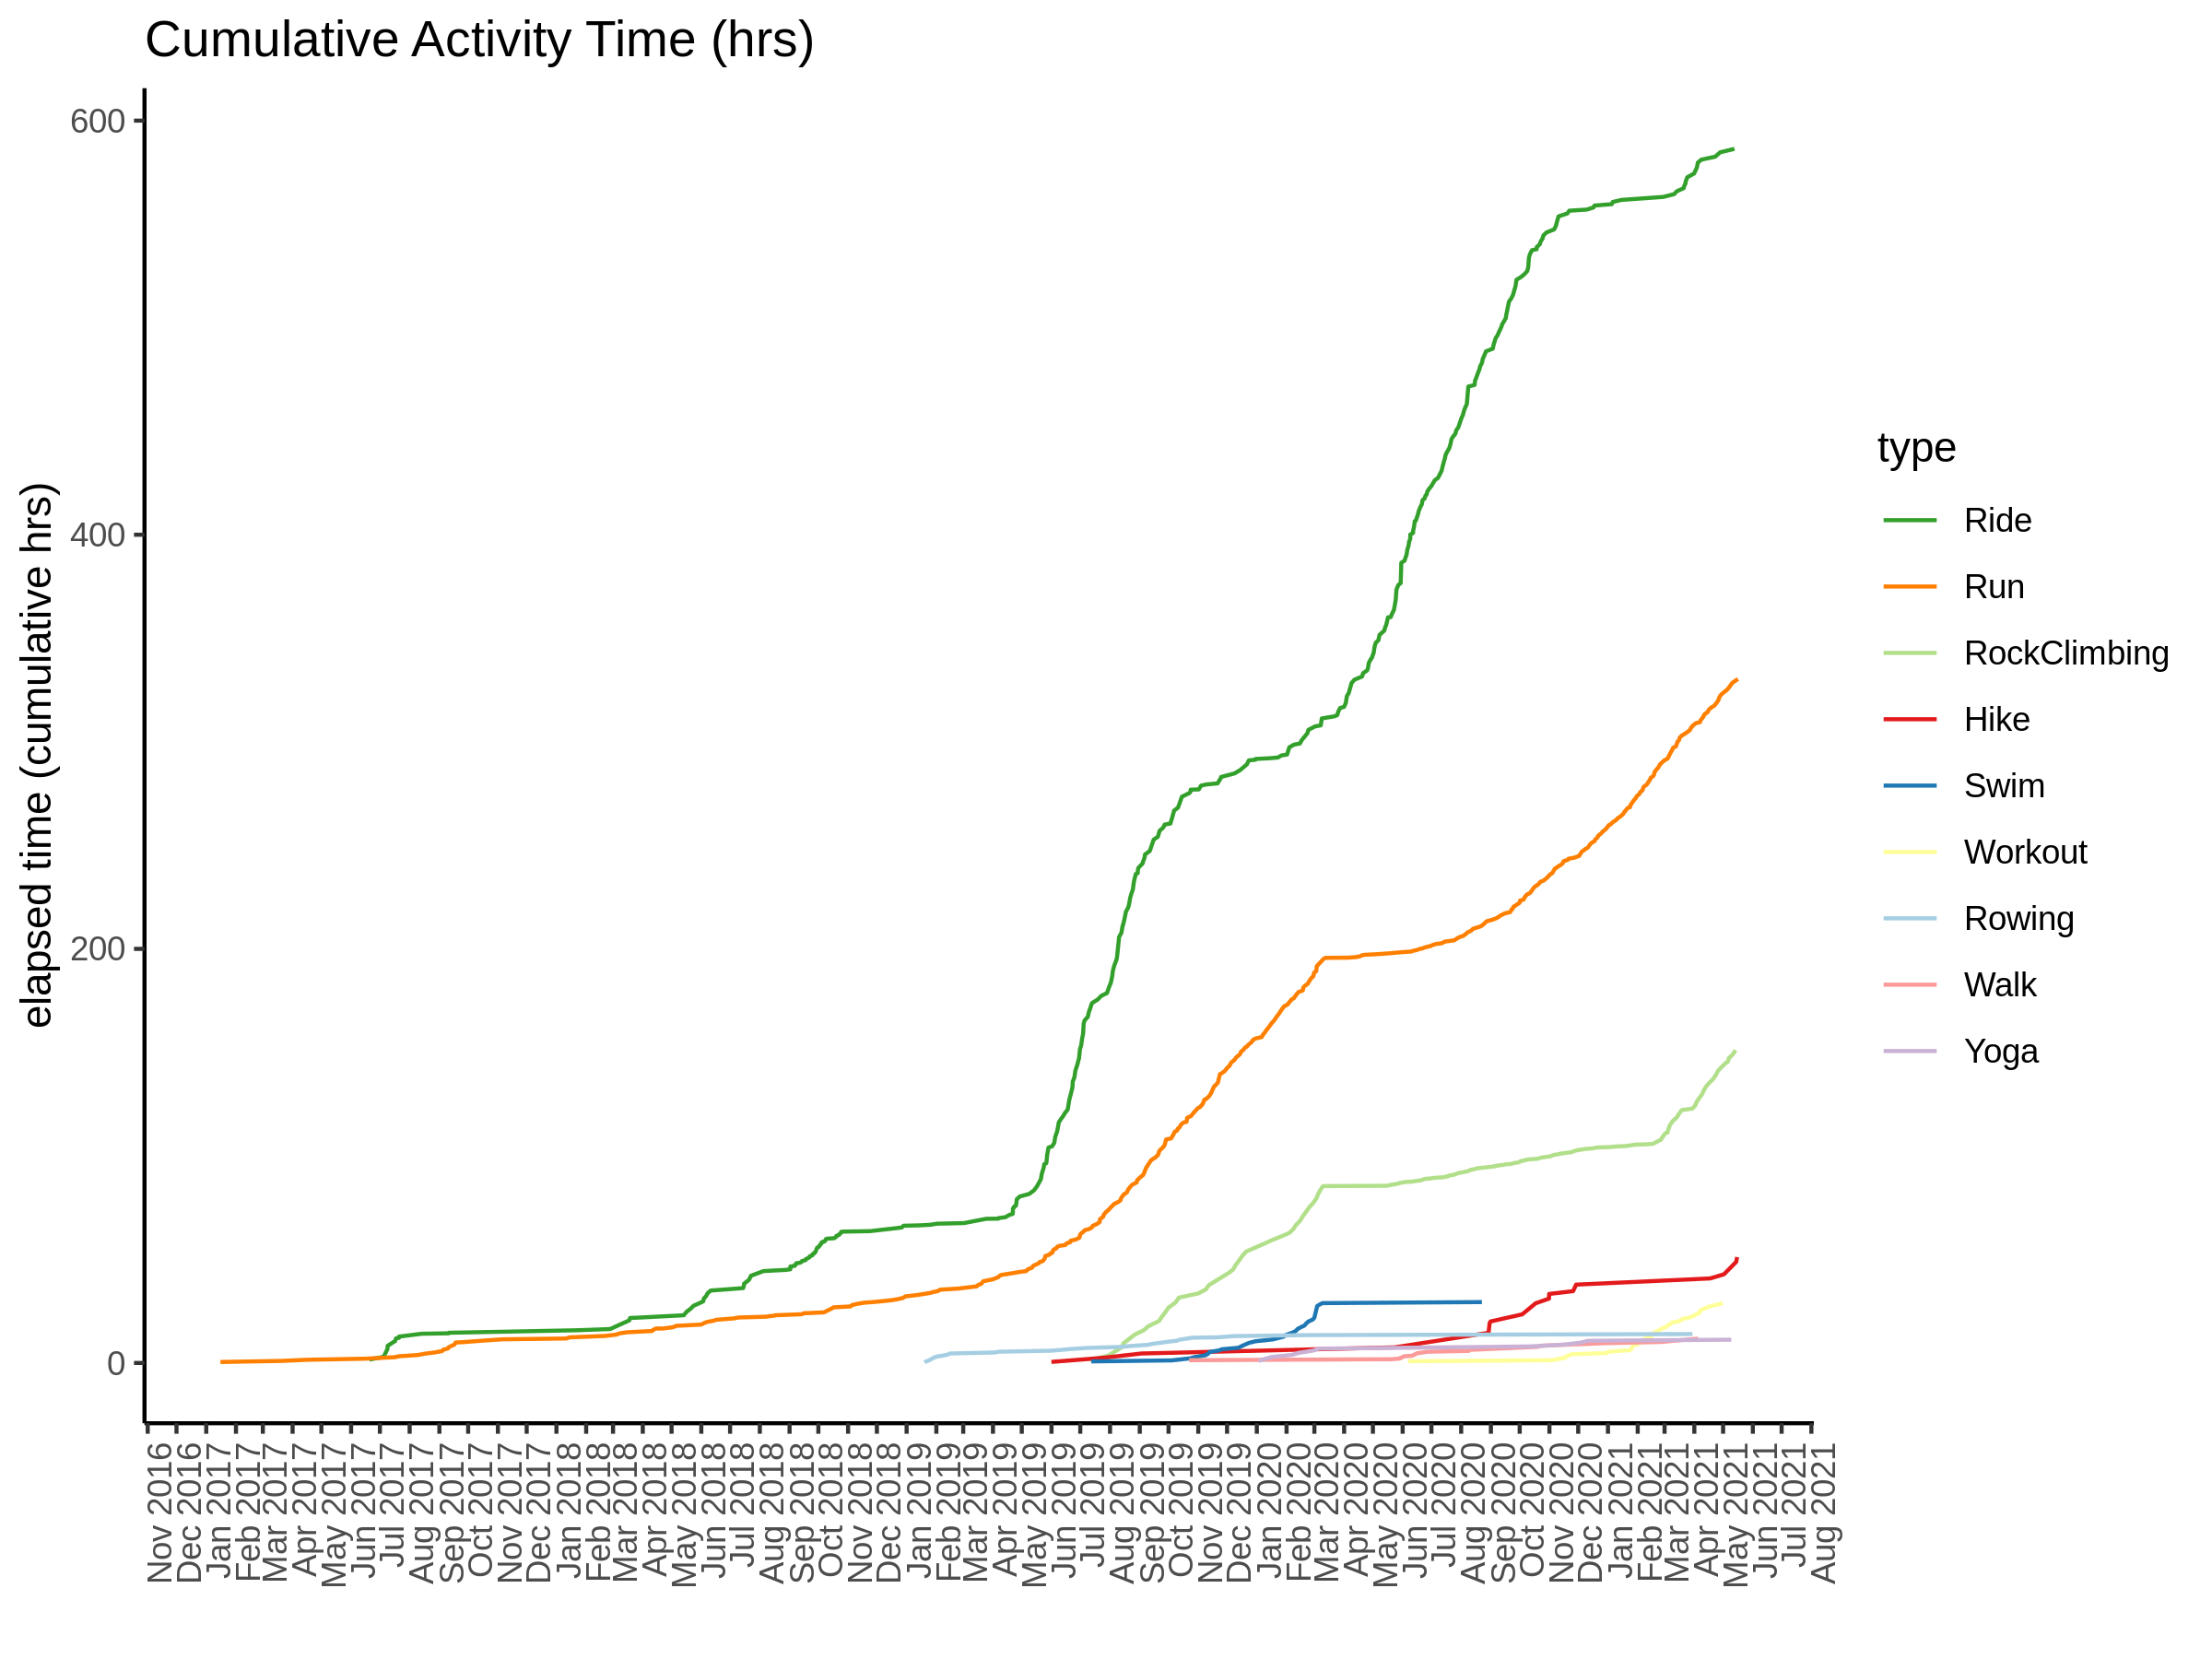 Cumulative Activity Time (hrs)
elapsed time (cumulative hrs)
600
400
200
0
Nov 2016
Dec 2016
Jan 2017
Feb 2017
Mar 2017
Apr 2017
May 2017
Jun 2017
Jul 2017
Aug 2017
Sep 2017
Oct 2017
Nov 2017
Dec 2017
Jan 2018
Feb 2018
Mar 2018
Apr 2018
May 2018
Jun 2018
Jul 2018
Aug 2018
Sep 2018
Oct 2018
Nov 2018
Dec 2018
Jan 2019
Feb 2019
Mar 2019
Apr 2019
May 2019
Jun 2019
Jul 2019
Aug 2019
Sep 2019
Oct 2019
Nov 2019
Dec 2019
Jan 2020
Feb 2020
Mar 2020
Apr 2020
May 2020
Jun 2020
Jul 2020
Aug 2020
Sep 2020
Oct 2020
Nov 2020
Dec 2020
Jan 2021
Feb 2021
Mar 2021
Apr 2021
May 2021
Jun 2021
Jul 2021
Aug 2021
type
Ride
Run
RockClimbing
Hike
Swim
Workout
Rowing
Walk
Yoga